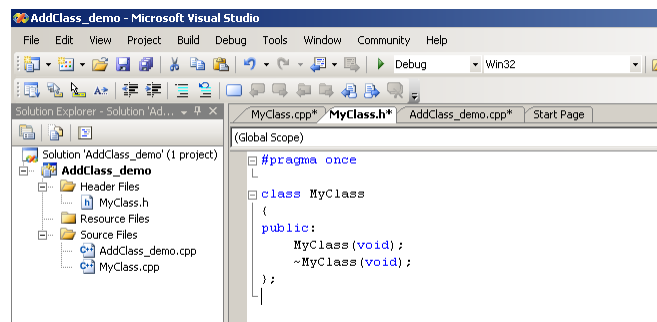 AddClass_demo - Microsoft Visual Studio
File Edit View Project Build Debug Tools Window Community Help
Debug Win32
Solution Explorer - Solution 'Ad...
MyClass.cpp* MyClass.h* AddClass_demo.cpp* Start Page
(Global Scope)
Solution 'AddClass_demo' (1 project)
AddClass_demo
Header Files
MyClass.h
Resource Files
Source Files
AddClass_demo.cpp
MyClass.cpp
#pragma once
class MyClass
{
public:
MyClass(void);
~MyClass(void);
};